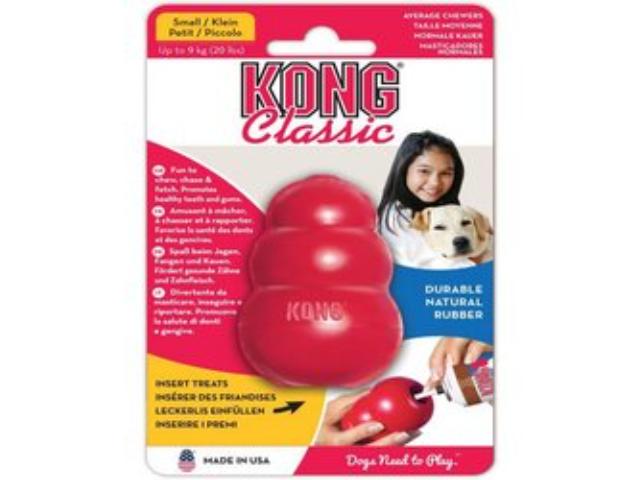 Small / Klein
Petit / Piccolo
Up to 9 kg (20 lbs)
AVERAGE CHEWERS
TAILLE MOYENNE
NORMALE KAUER
MASTICATORES
NORMALES
KONG®
Classic
Fun to
chew, chase &
fetch. Promotes
healthy teeth and gums.
Amusant à mâcher,
à chasser et à rapporter.
Favorise la santé des dents
et des gencives.
Spaß beim Jagen,
Fangen und Kauen.
Fördert gesunde Zähne
und Zahnfleisch.
Divertente da
masticare, inseguire e
riportare. Promuove
la salute di denti
e gengive.
KONG
DURABLE
NATURAL
RUBBER
INSERT TREATS
INSÉRER DES FRIANDISES
LECKERLIS EINFÜLLEN
INSERIRE I PREMI
MADE IN USA
Dogs Need to Play.™